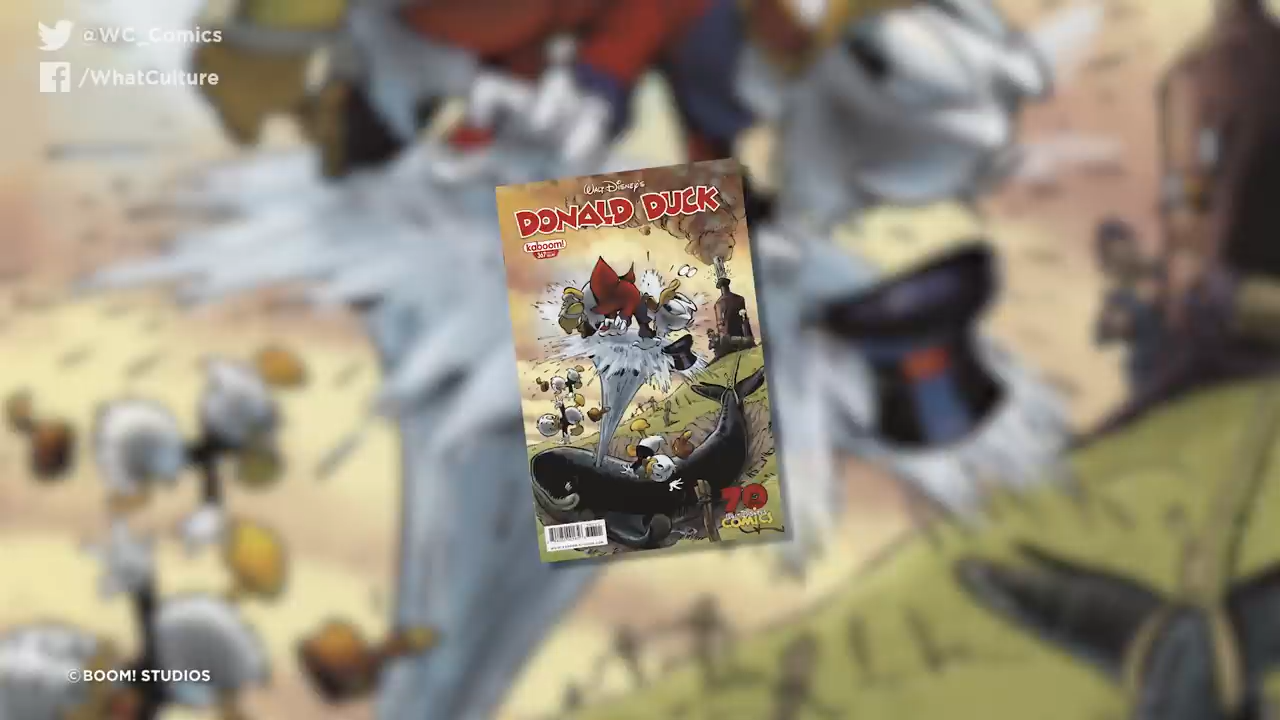 @WC_Comics
/WhatCulture
WALT DISNEY'S
DONALD DUCK
kaboom!
367
70
COMICS
©BOOM! STUDIOS